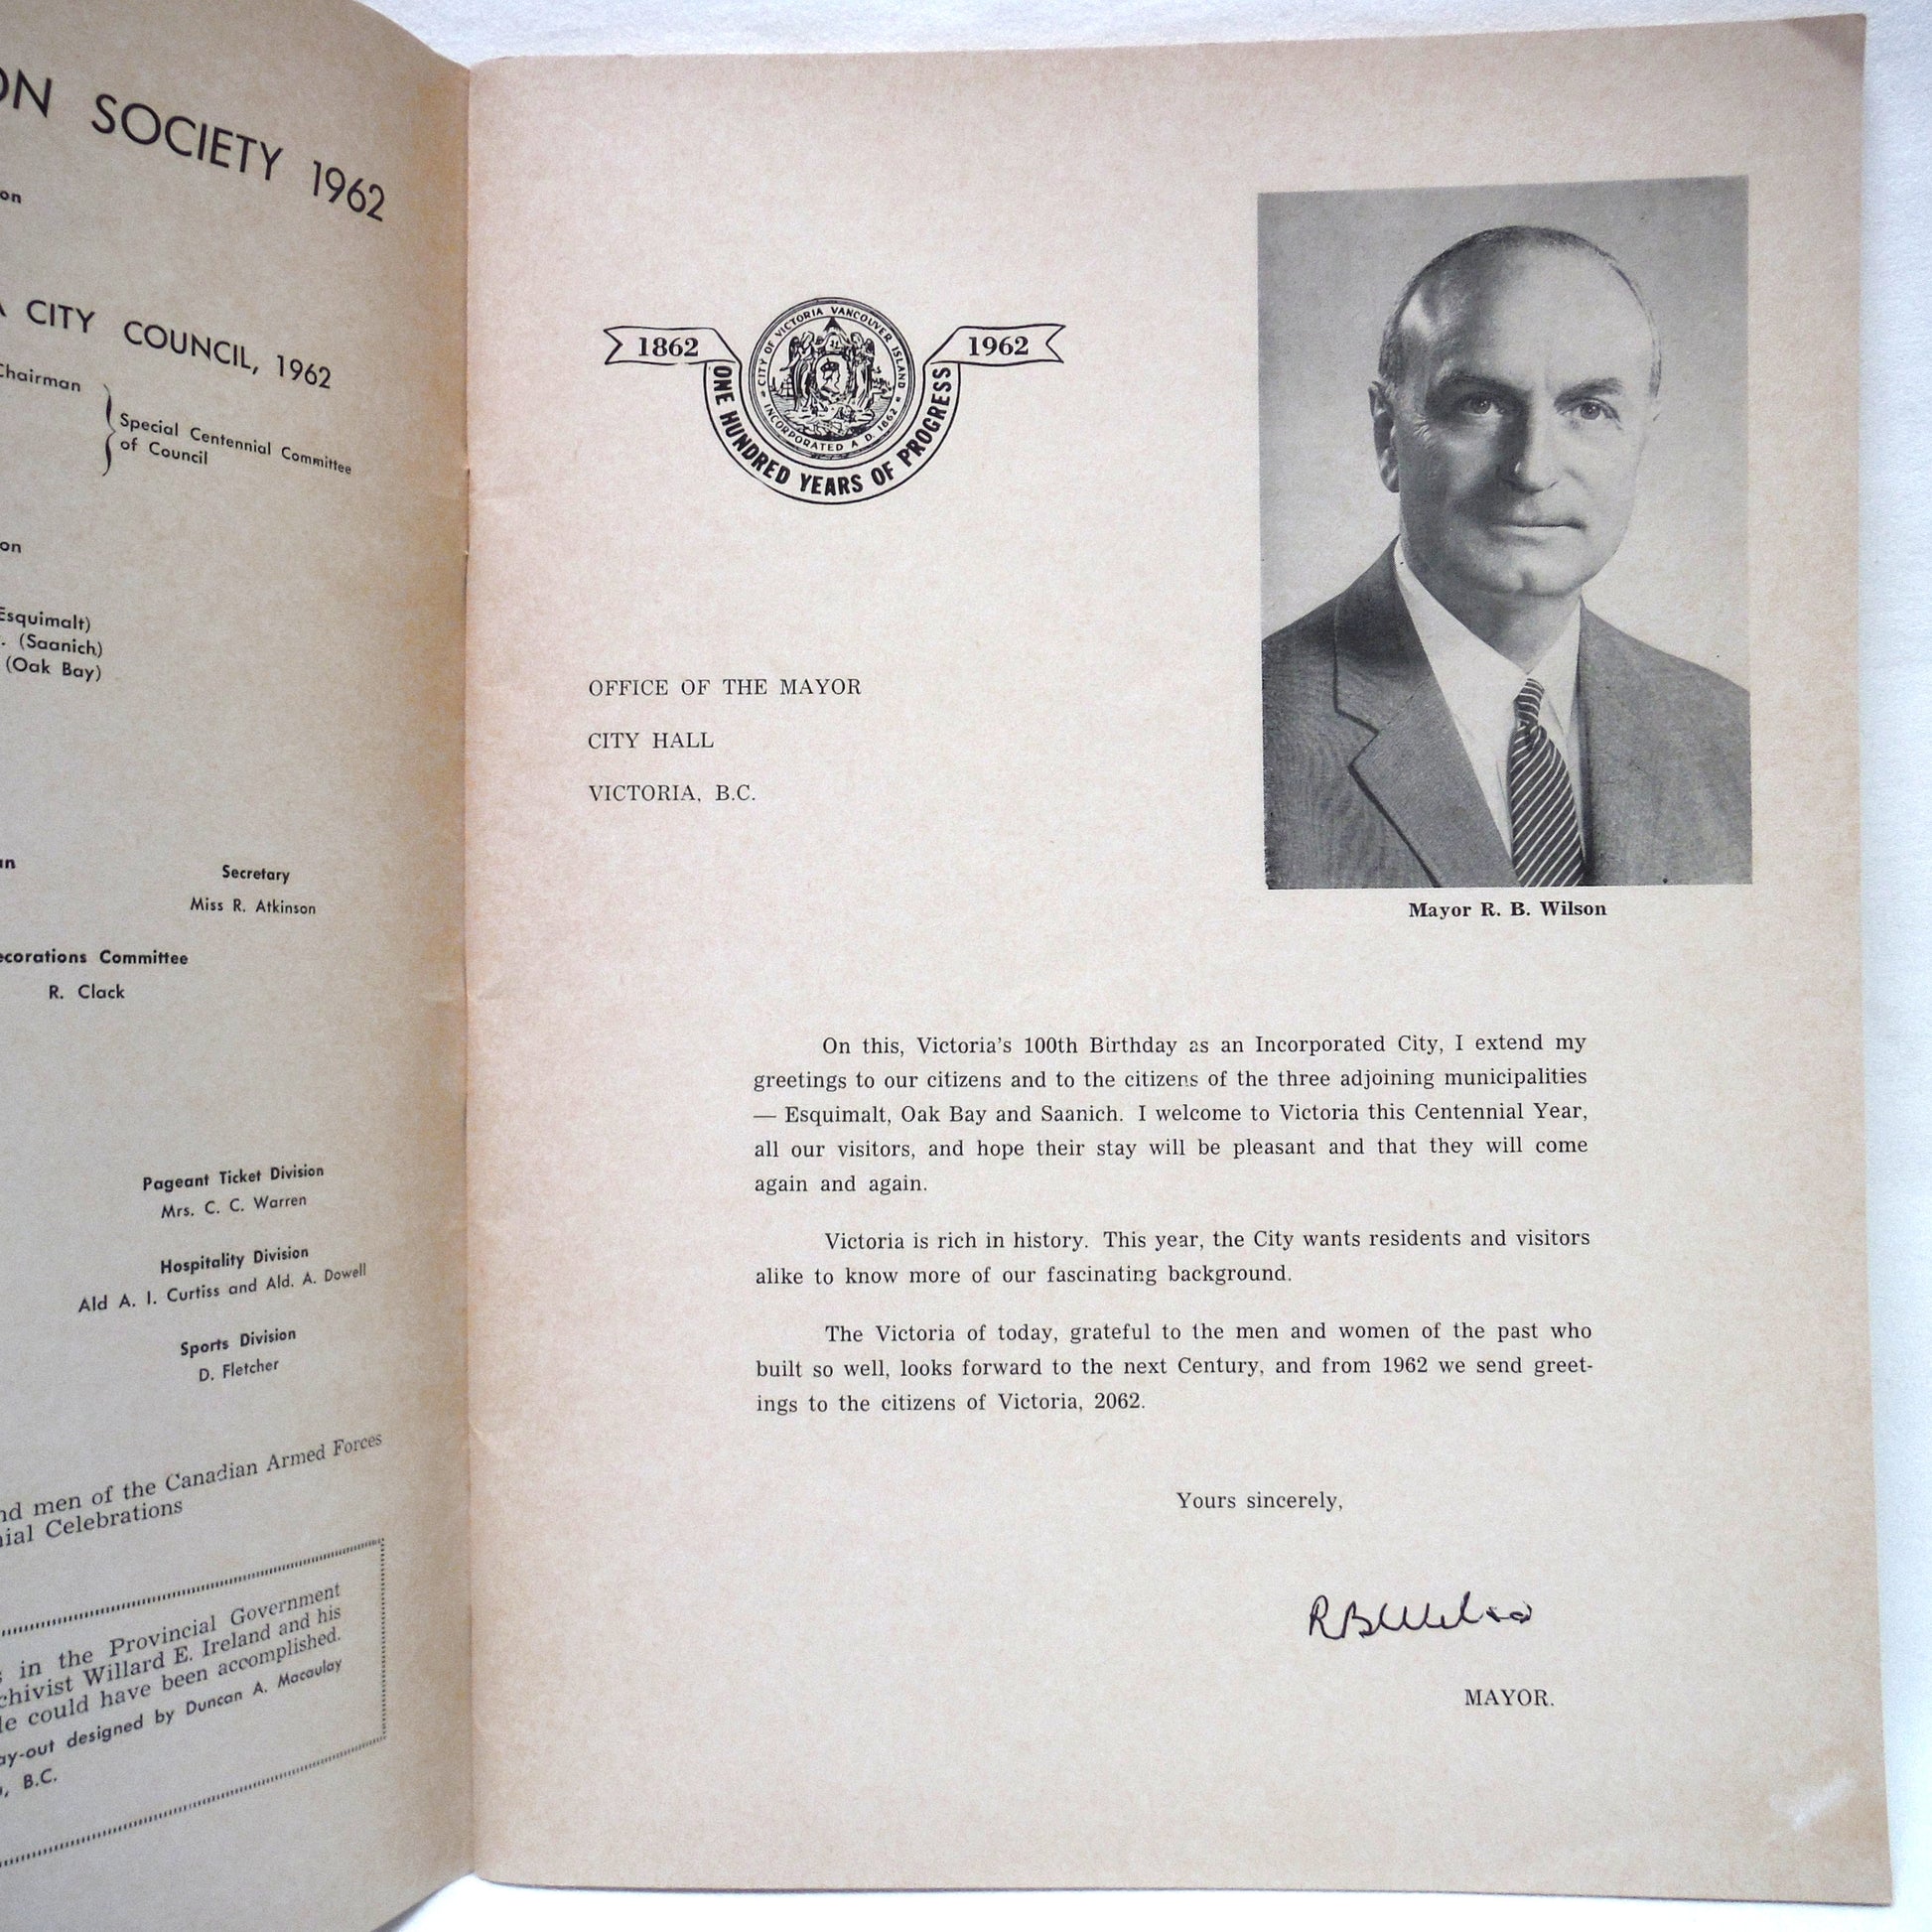 SOCIETY 1962
CITY COUNCIL, 1962
Chairman
Special Centennial Committee
of Council
(Esquimalt)
(Saanich)
(Oak Bay)
Secretary
Miss R. Atkinson
Committee
R. Clack
Pageant Ticket Division
Mrs. C. C. Warren
Hospitality Division
Ald A. I. Curtiss and Ald. A. Dowell
Sports Division
D. Fletcher
men of the Canadian Armed Forces
Celebrations
in the Provincial Government
Willard E. Ireland and his
could have been accomplished.
designed by Duncan A. Macaulay
B.C.
1862
1962
CITY OF VICTORIA VANCOUVER ISLAND
INCORPORATED A.D. 1862
ONE HUNDRED YEARS OF PROGRESS
OFFICE OF THE MAYOR
CITY HALL
VICTORIA, B.C.
Mayor R. B. Wilson
On this, Victoria's 100th Birthday as an Incorporated City, I extend my
greetings to our citizens and to the citizens of the three adjoining municipalities
— Esquimalt, Oak Bay and Saanich. I welcome to Victoria this Centennial Year,
all our visitors, and hope their stay will be pleasant and that they will come
again and again.
Victoria is rich in history. This year, the City wants residents and visitors
alike to know more of our fascinating background.
The Victoria of today, grateful to the men and women of the past who
built so well, looks forward to the next Century, and from 1962 we send greet-
ings to the citizens of Victoria, 2062.
Yours sincerely,
RBWilson
MAYOR.